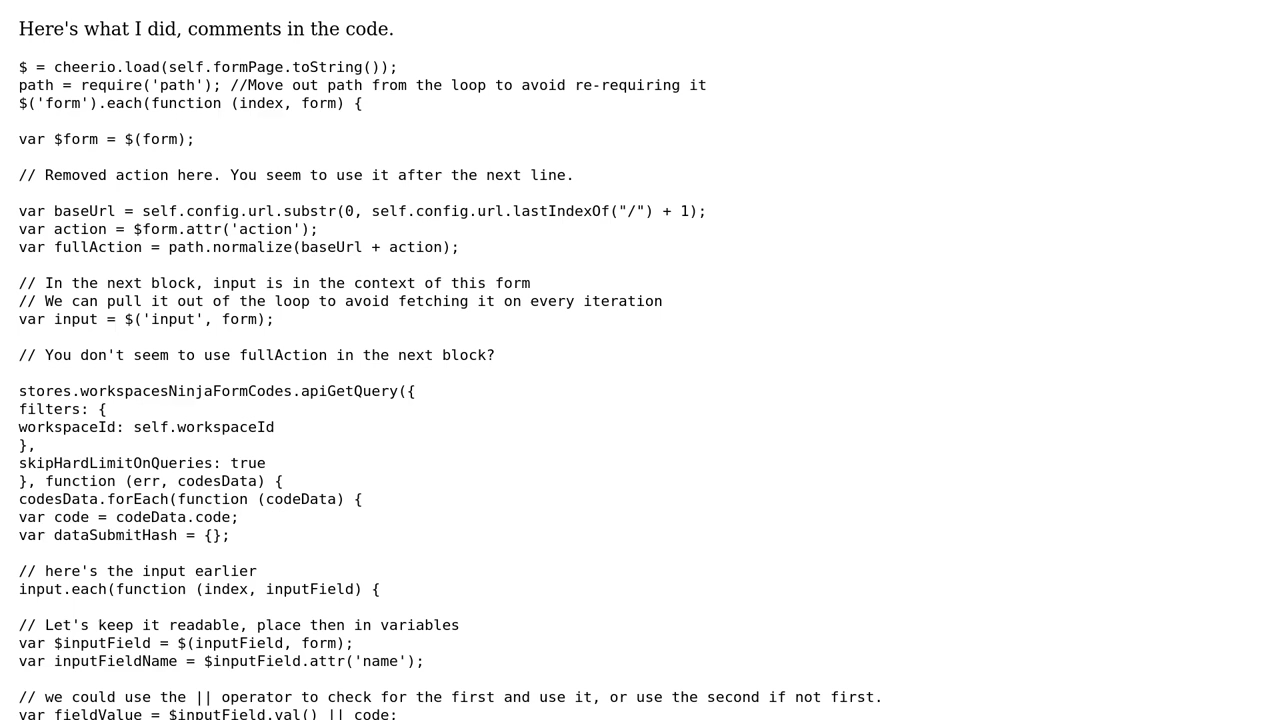 Here's what I did, comments in the code.
$ = cheerio.load(self.formPage.toString());
path = require('path'); //Move out path from the loop to avoid re-requiring it
$('form').each(function (index, form) {
var $form = $(form);
// Removed action here. You seem to use it after the next line.
var baseUrl = self.config.url.substr(0, self.config.url.lastIndexOf("/") + 1);
var action = $form.attr('action');
var fullAction = path.normalize(baseUrl + action);
// In the next block, input is in the context of this form
// We can pull it out of the loop to avoid fetching it on every iteration
var input = $('input', form);
// You don't seem to use fullAction in the next block?
stores.workspacesNinjaFormCodes.apiGetQuery({
filters: {
workspaceId: self.workspaceId
},
skipHardLimitOnQueries: true
}, function (err, codesData) {
codesData.forEach(function (codeData) {
var code = codeData.code;
var dataSubmitHash = {};
// here's the input earlier
input.each(function (index, inputField) {
// Let's keep it readable, place then in variables
var $inputField = $(inputField, form);
var inputFieldName = $inputField.attr('name');
// we could use the || operator to check for the first and use it, or use the second if not first.
var fieldValue = $inputField.val() || code;